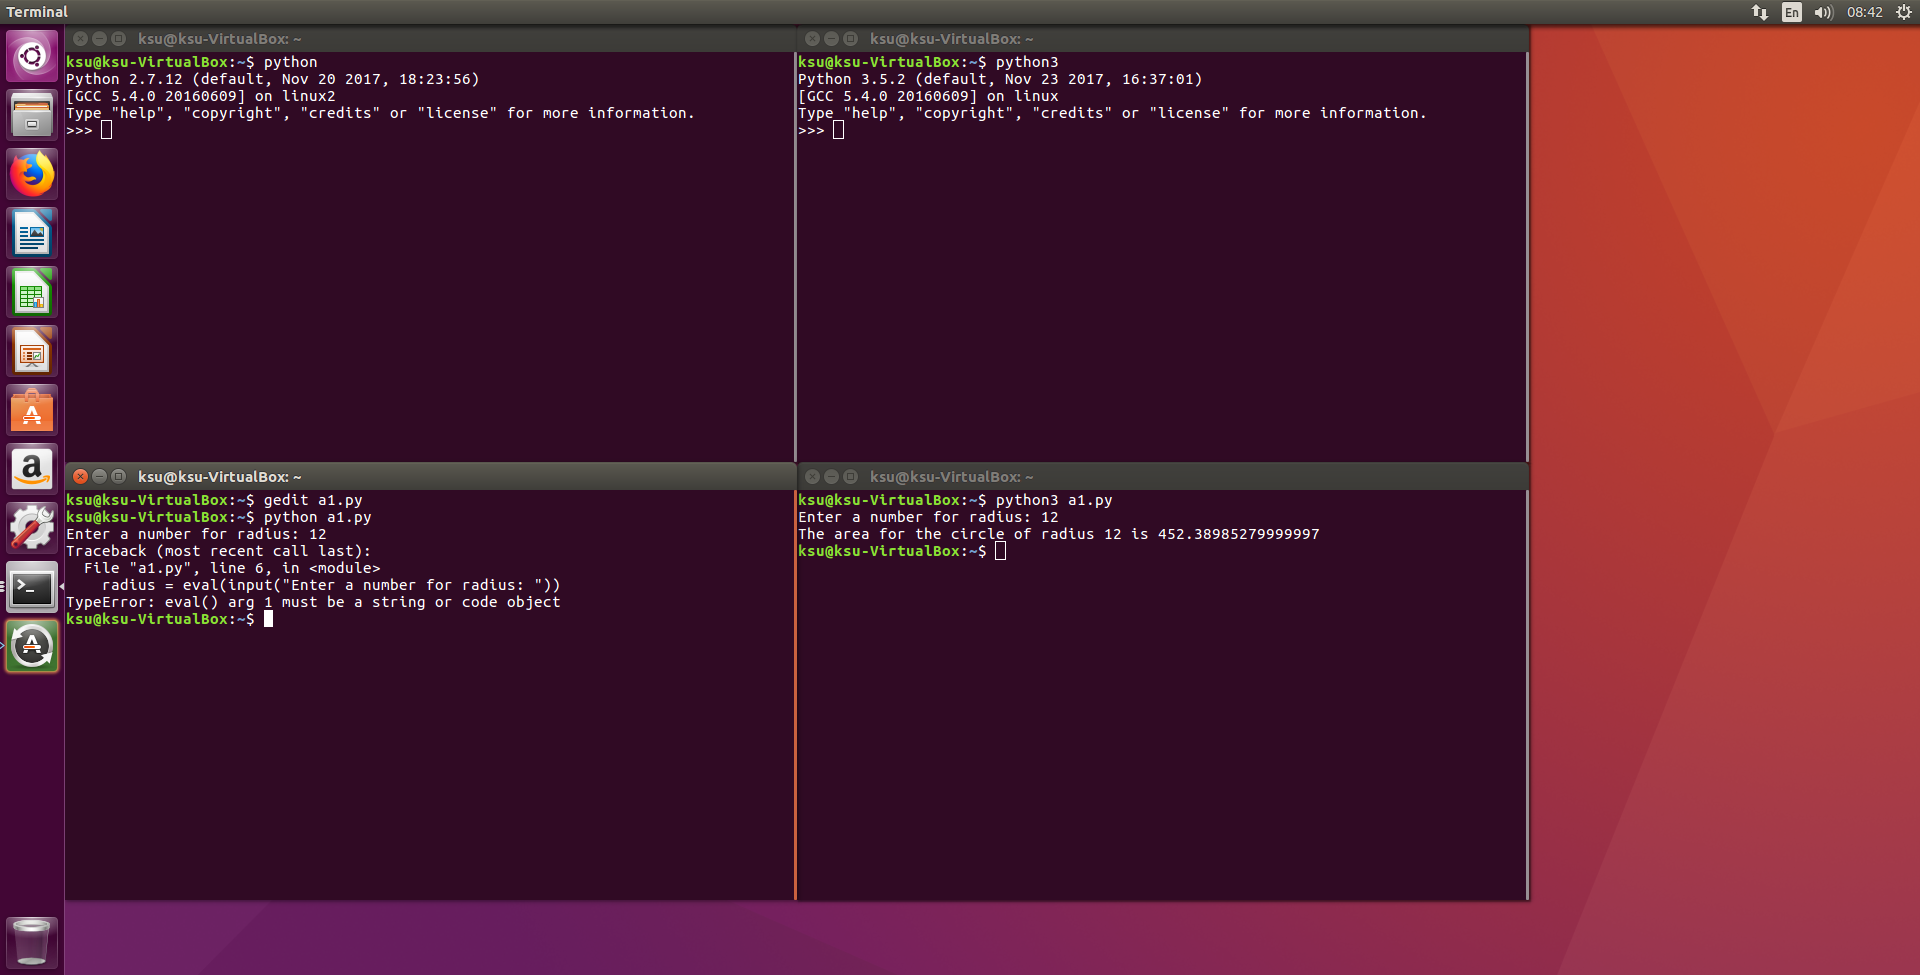 Terminal
En
08:42
ksu@ksu-VirtualBox: ~
ksu@ksu-VirtualBox:~$ python
Python 2.7.12 (default, Nov 20 2017, 18:23:56)
[GCC 5.4.0 20160609] on linux2
Type "help", "copyright", "credits" or "license" for more information.
>>>
ksu@ksu-VirtualBox: ~
ksu@ksu-VirtualBox:~$ python3
Python 3.5.2 (default, Nov 23 2017, 16:37:01)
[GCC 5.4.0 20160609] on linux
Type "help", "copyright", "credits" or "license" for more information.
>>>
ksu@ksu-VirtualBox: ~
ksu@ksu-VirtualBox:~$ gedit a1.py
ksu@ksu-VirtualBox:~$ python a1.py
Enter a number for radius: 12
Traceback (most recent call last):
  File "a1.py", line 6, in <module>
    radius = eval(input("Enter a number for radius: "))
TypeError: eval() arg 1 must be a string or code object
ksu@ksu-VirtualBox:~$
ksu@ksu-VirtualBox: ~
ksu@ksu-VirtualBox:~$ python3 a1.py
Enter a number for radius: 12
The area for the circle of radius 12 is 452.38985279999997
ksu@ksu-VirtualBox:~$